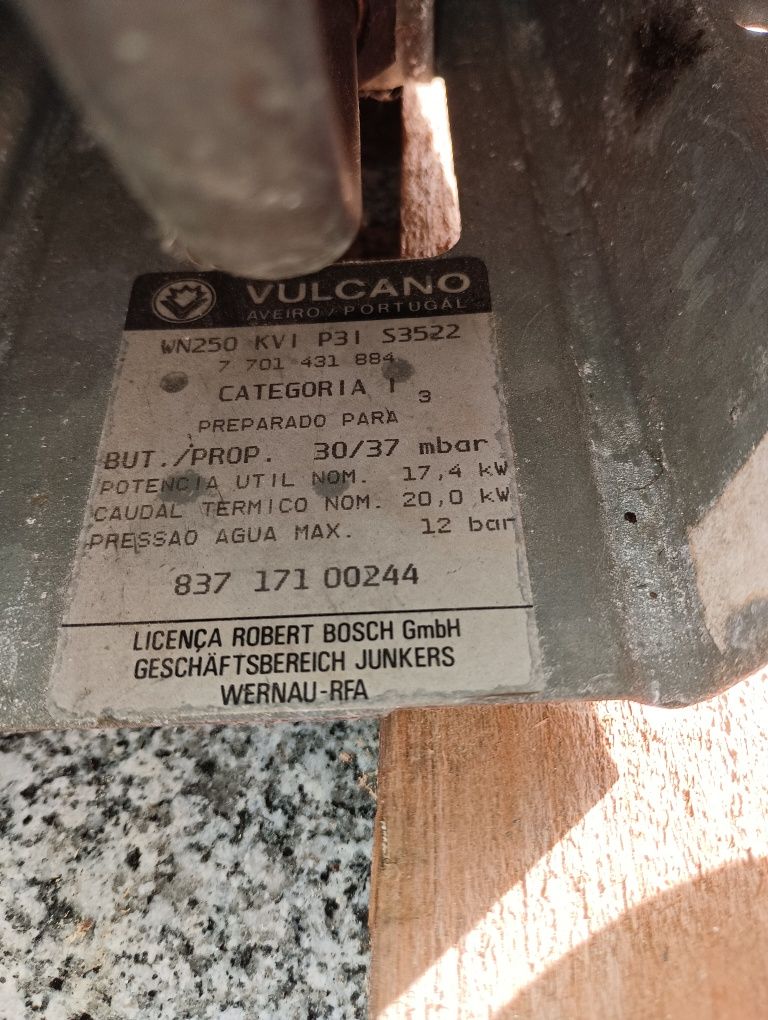 VULCANO
AVEIRO/PORTUGAL
WN250 KV1 P31 S3522
7 701 431 884
CATEGORIA I 3
PREPARADO PARA
BUT./PROP. 30/37 mbar
POTENCIA UTIL NOM. 17,4 kW
CAUDAL TERMICO NOM. 20,0 kW
PRESSAO AGUA MAX. 12 bar
837 171 00244
LICENÇA ROBERT BOSCH GmbH
GESCHÄFTSBEREICH JUNKERS
WERNAU-RFA